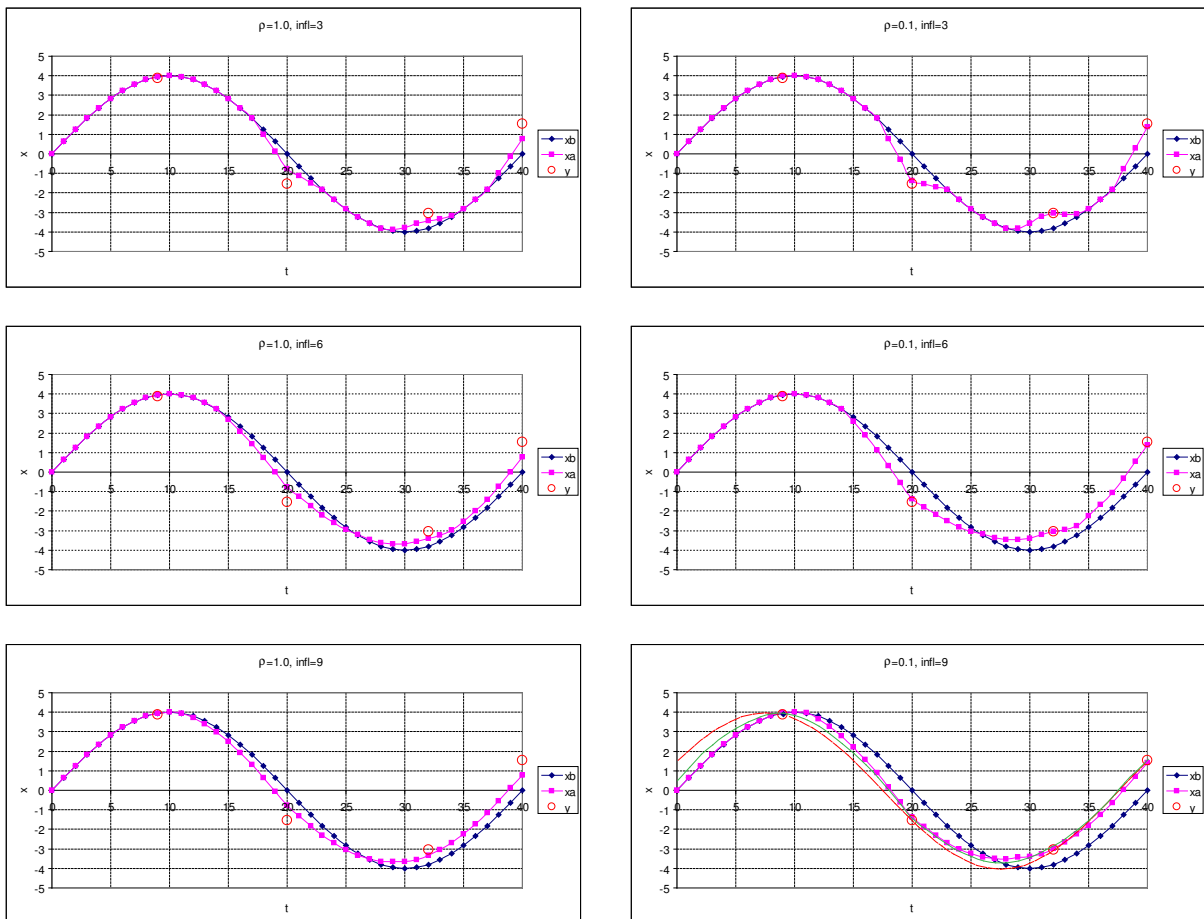 ρ=1.0, infl=3
5
4
3
2
1
0
-1
-2
-3
-4
-5
x
0 5 10 15 20 25 30 35 40
t
xb
xa
y
ρ=0.1, infl=3
5
4
3
2
1
0
-1
-2
-3
-4
-5
x
0 5 10 15 20 25 30 35 40
t
xb
xa
y
ρ=1.0, infl=6
5
4
3
2
1
0
-1
-2
-3
-4
-5
x
0 5 10 15 20 25 30 35 40
t
xb
xa
y
ρ=0.1, infl=6
5
4
3
2
1
0
-1
-2
-3
-4
-5
x
0 5 10 15 20 25 30 35 40
t
xb
xa
y
ρ=1.0, infl=9
5
4
3
2
1
0
-1
-2
-3
-4
-5
x
0 5 10 15 20 25 30 35 40
t
xb
xa
y
ρ=0.1, infl=9
5
4
3
2
1
0
-1
-2
-3
-4
-5
x
0 5 10 15 20 25 30 35 40
t
xb
xa
y